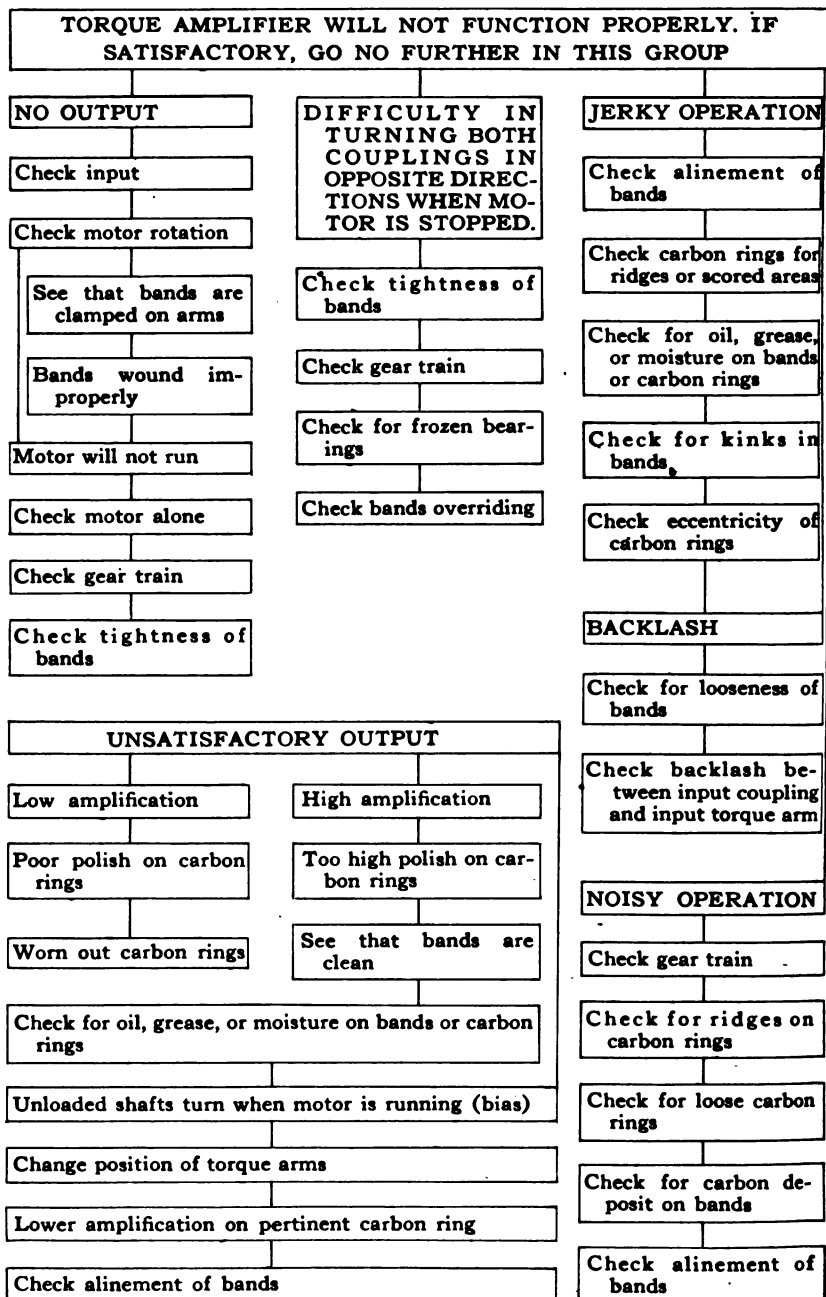 TORQUE AMPLIFIER WILL NOT FUNCTION PROPERLY. IF
SATISFACTORY, GO NO FURTHER IN THIS GROUP
NO OUTPUT
Check input
Check motor rotation
See that bands are
clamped on arms
Bands wound im-
properly
Motor will not run
Check motor alone
Check gear train
Check tightness of
bands
DIFFICULTY IN
TURNING BOTH
COUPLINGS IN
OPPOSITE DIREC-
TIONS WHEN MO-
TOR IS STOPPED.
Check tightness of
bands
Check gear train
Check for frozen bear-
ings
Check bands overriding
JERKY OPERATION
Check alinement of
bands
Check carbon rings for
ridges or scored areas
Check for oil, grease,
or moisture on bands
or carbon rings
Check for kinks in
bands
Check eccentricity of
carbon rings
BACKLASH
Check for looseness of
bands
Check backlash be-
tween input coupling
and input torque arm
NOISY OPERATION
Check gear train
Check for ridges on
carbon rings
Check for loose carbon
rings
Check for carbon de-
posit on bands
Check alinement of
bands
UNSATISFACTORY OUTPUT
Low amplification
Poor polish on carbon
rings
Worn out carbon rings
High amplification
Too high polish on car-
bon rings
See that bands are
clean
Check for oil, grease, or moisture on bands or carbon
rings
Unloaded shafts turn when motor is running (bias)
Change position of torque arms
Lower amplification on pertinent carbon ring
Check alinement of bands